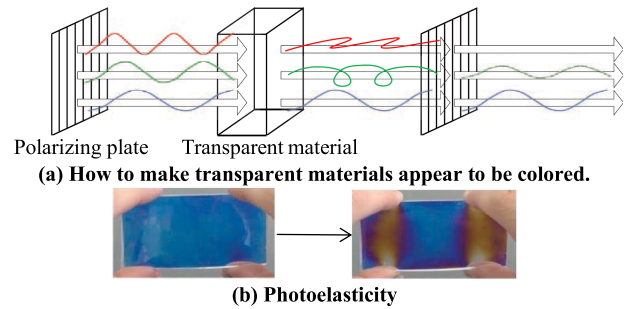 Polarizing plate
Transparent material
(a) How to make transparent materials appear to be colored.
(b) Photoelasticity